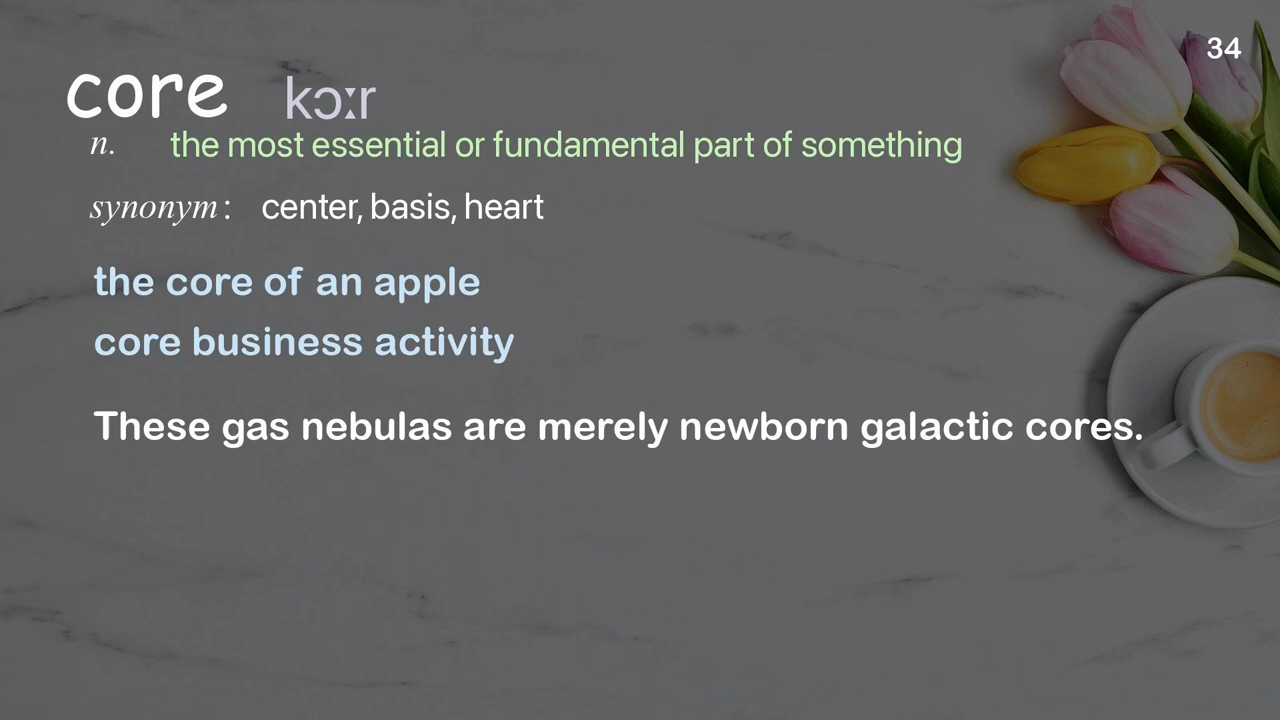 34
core kɔːr
n. the most essential or fundamental part of something
synonym: center, basis, heart
the core of an apple
core business activity
These gas nebulas are merely newborn galactic cores.